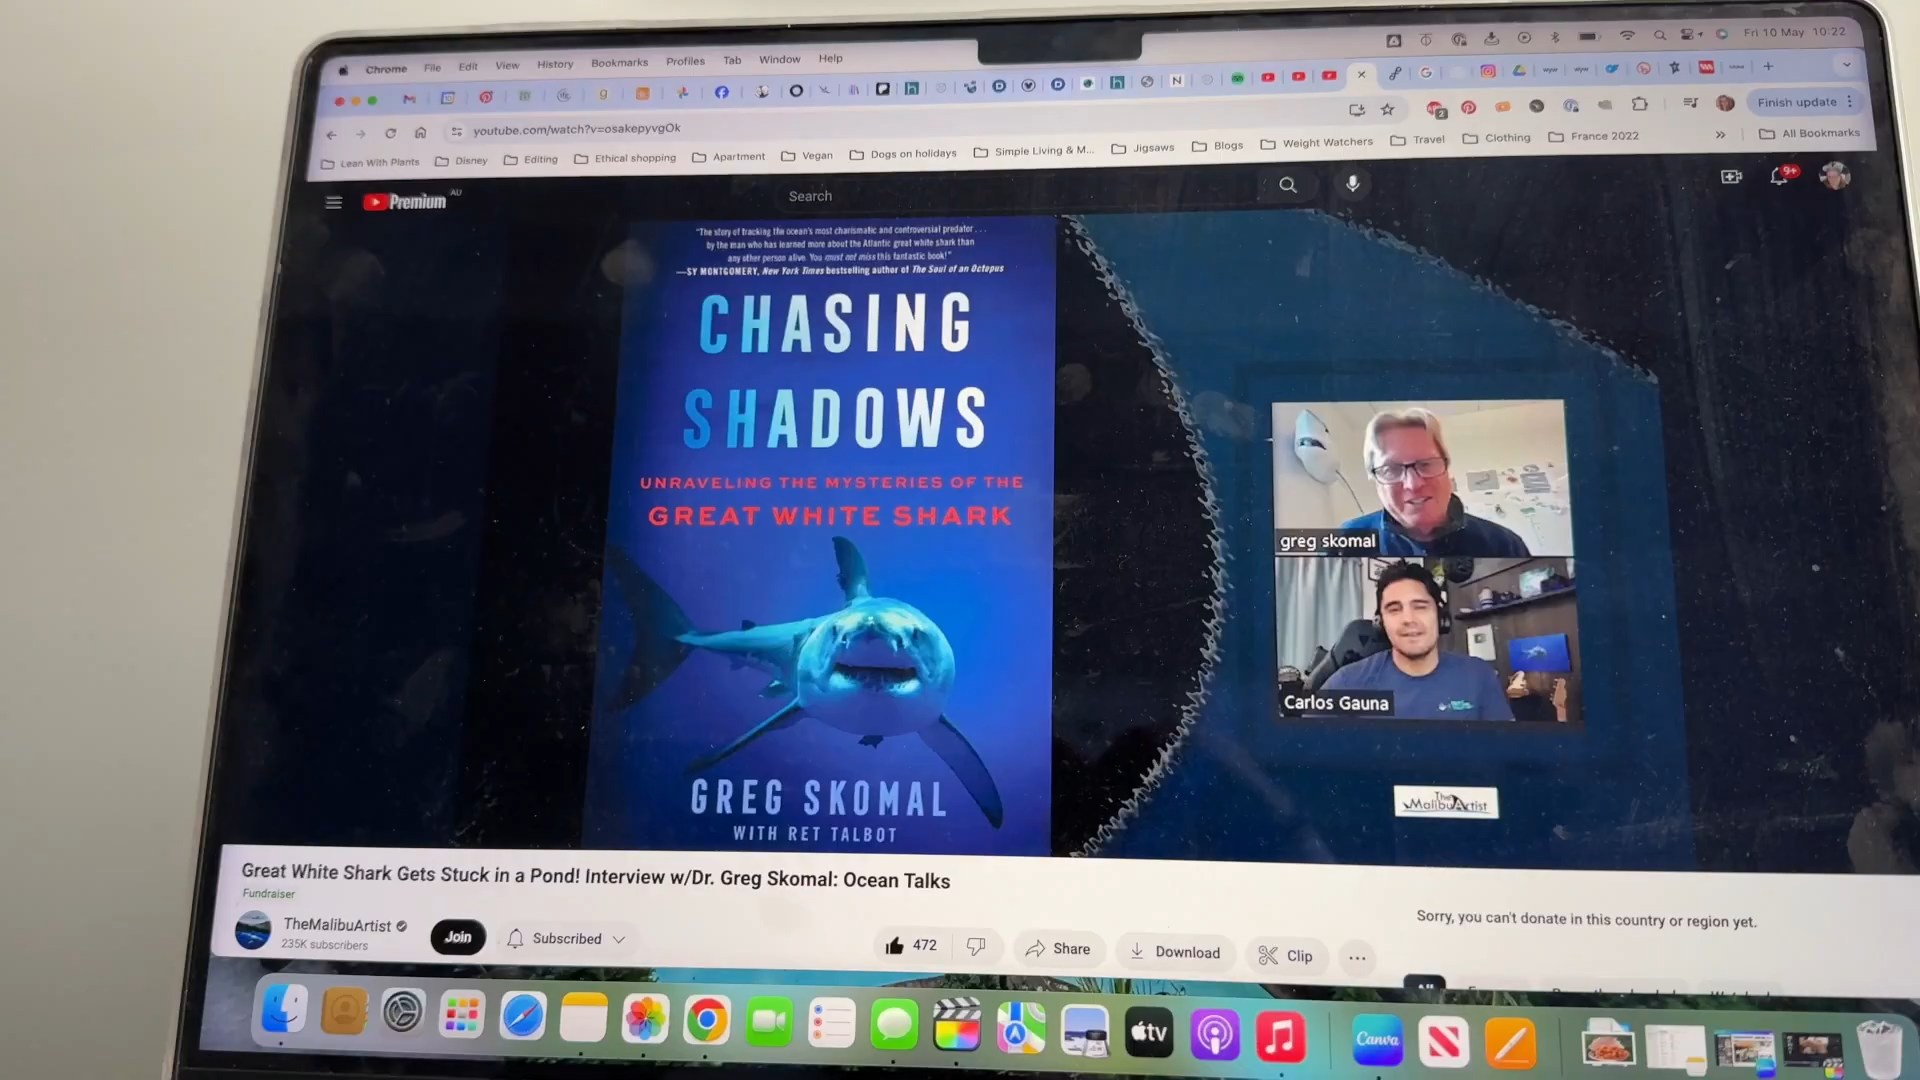 Chrome File Edit View History Bookmarks Profiles Tab Window Help
Fri 10 May 10:22
youtube.com/watch?v=osakepyvgOk
2
Finish update
Lean With Plants Disney Editing Ethical shopping Apartment Vegan Dogs on holidays Simple Living & M... Jigsaws Blogs Weight Watchers Travel Clothing France 2022 » All Bookmarks
Premium AU
Search
9+
"The story of tracking the ocean's most charismatic and controversial predator . . .
by the man who has learned more about the Atlantic great white shark than
any other person alive. You must not miss this fantastic book!"
—SY MONTGOMERY, New York Times bestselling author of The Soul of an Octopus
CHASING
SHADOWS
UNRAVELING THE MYSTERIES OF THE
GREAT WHITE SHARK
GREG SKOMAL
WITH RET TALBOT
greg skomal
Carlos Gauna
The
MalibuArtist
Great White Shark Gets Stuck in a Pond! Interview w/Dr. Greg Skomal: Ocean Talks
Fundraiser
TheMalibuArtist
235K subscribers
Join
Subscribed
472
Share
Download
Clip
...
Sorry, you can't donate in this country or region yet.
tv
Canva